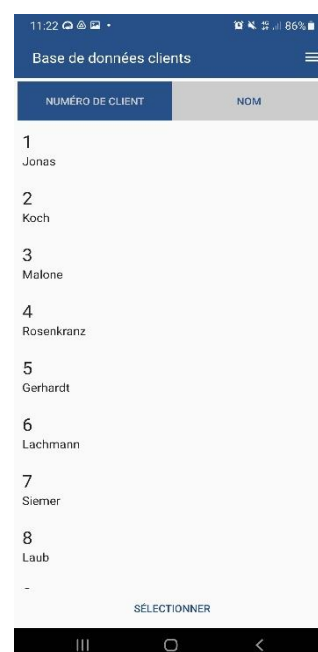 11:22 86%
Base de données clients
NUMÉRO DE CLIENT NOM
1
Jonas
2
Koch
3
Malone
4
Rosenkranz
5
Gerhardt
6
Lachmann
7
Siemer
8
Laub
SÉLECTIONNER